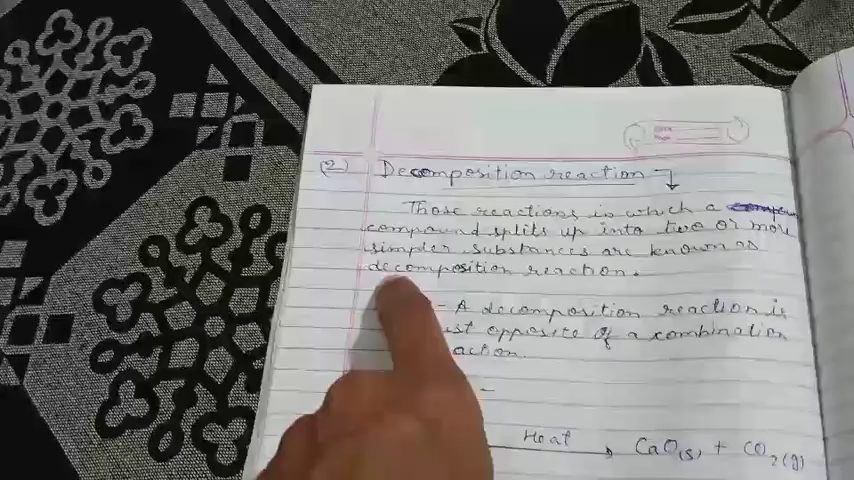 (2) Decomposition reaction
Those reactions in which a
compound splits up into two or more
simpler substances are known as
decomposition reaction.
- A decomposition reaction is
ust opposite of a combination
action.
-
Heat CaO(s) + CO2(g)